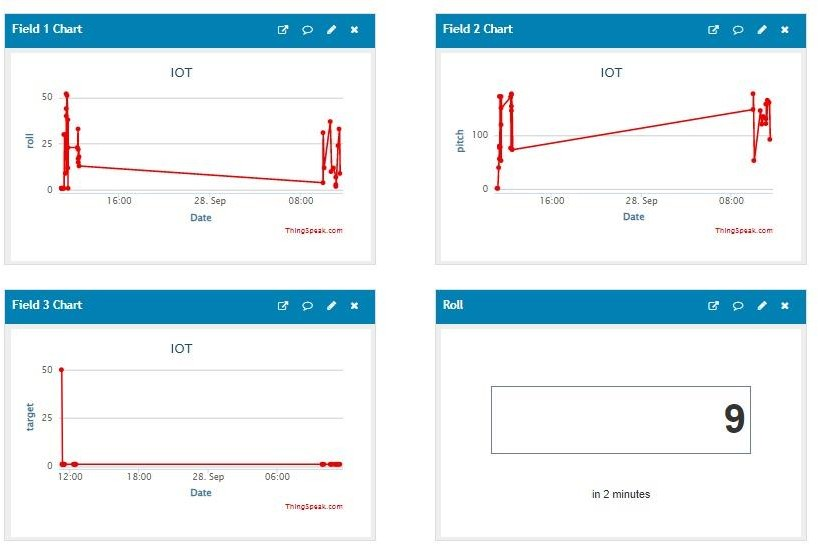 Field 1 Chart
IOT
50
25
0
roll
16:00
28. Sep
08:00
Date
ThingSpeak.com
Field 2 Chart
IOT
100
0
pitch
16:00
28. Sep
08:00
Date
ThingSpeak.com
Field 3 Chart
IOT
50
25
0
target
12:00
18:00
28. Sep
06:00
Date
ThingSpeak.com
Roll
9
in 2 minutes